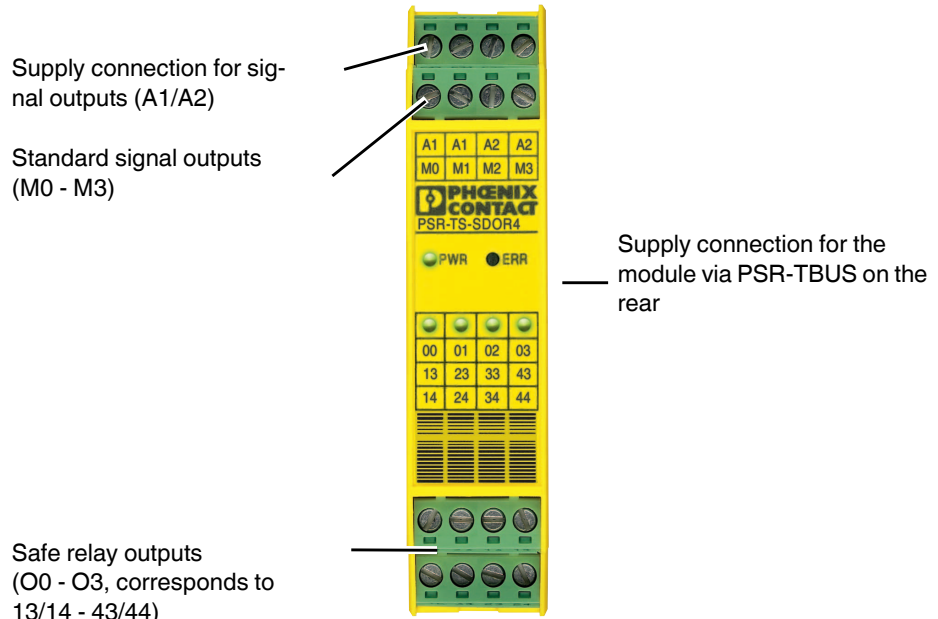 Supply connection for sig-
nal outputs (A1/A2)
Standard signal outputs
(M0 - M3)
A1 A1 A2 A2
M0 M1 M2 M3
PHŒNIX
CONTACT
PSR-TS-SDOR4
PWR ERR
Supply connection for the
module via PSR-TBUS on the
rear
00 01 02 03
13 23 33 43
14 24 34 44
Safe relay outputs
(O0 - O3, corresponds to
13/14 - 43/44)